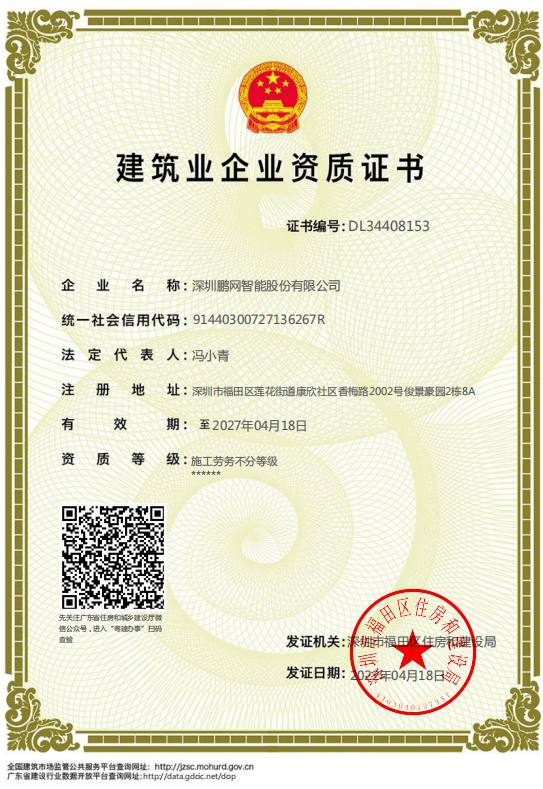 建筑业企业资质证书
证书编号: DL34408153
企业名称: 深圳鹏网智能股份有限公司
统一社会信用代码: 91440300727136267R
法定代表人: 冯小青
注册地址: 深圳市福田区莲花街道康欣社区香梅路2002号俊景豪园2栋8A
有效期: 至 2027年04月18日
资质等级: 施工劳务不分等级
******
先关注广东省住房和城乡建设厅微
信公众号，进入“粤建办事”扫码
查验
发证机关: 深圳市福田区住房和建设局
发证日期: 2022年04月18日
深圳市福田区住房和建设局
全国建筑市场监管公共服务平台查询网址: http://jzsc.mohurd.gov.cn
广东省建设行业数据开放平台查询网址: http://data.gdcic.net/dop